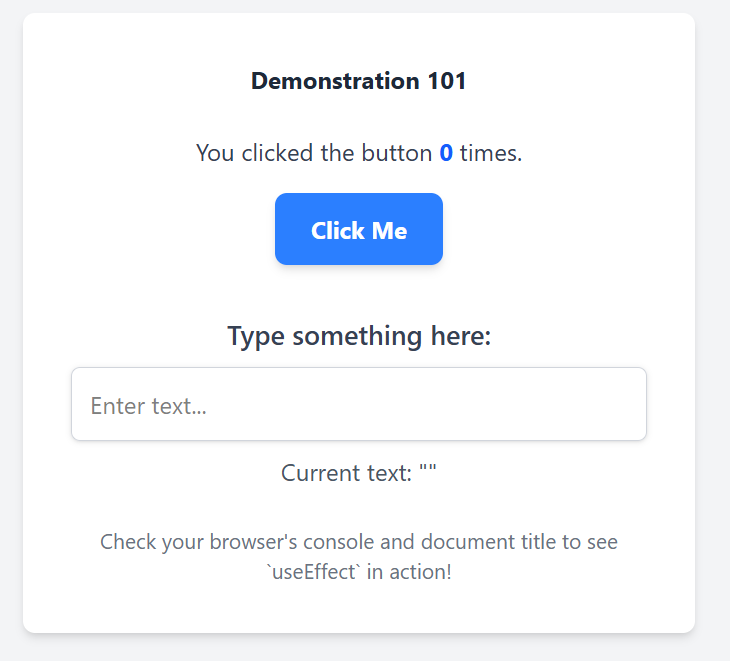 Demonstration 101
You clicked the button 0 times.
Click Me
Type something here:
Enter text...
Current text: ""
Check your browser's console and document title to see
`useEffect` in action!